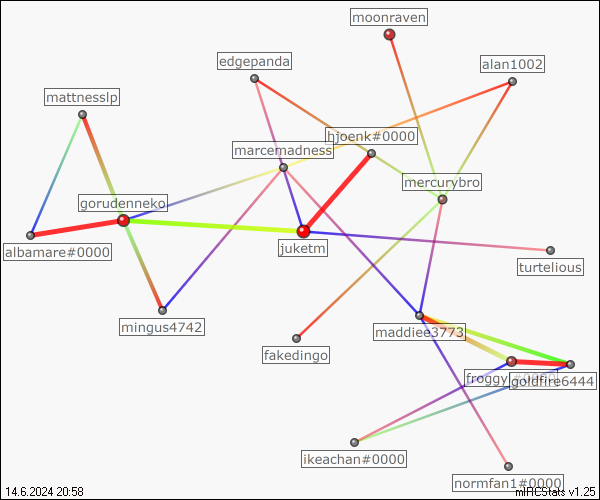 moonraven
edgepanda
alan1002
mattnesslp
hjoenk#0000
marcemadness
mercurybro
gorudenneko
albamare#0000
juketm
turtelious
mingus4742
maddiee3773
fakedingo
froggy
goldfire6444
ikeachan#0000
normfan1#0000
14.6.2024 20:58
mIRCStats v1.25